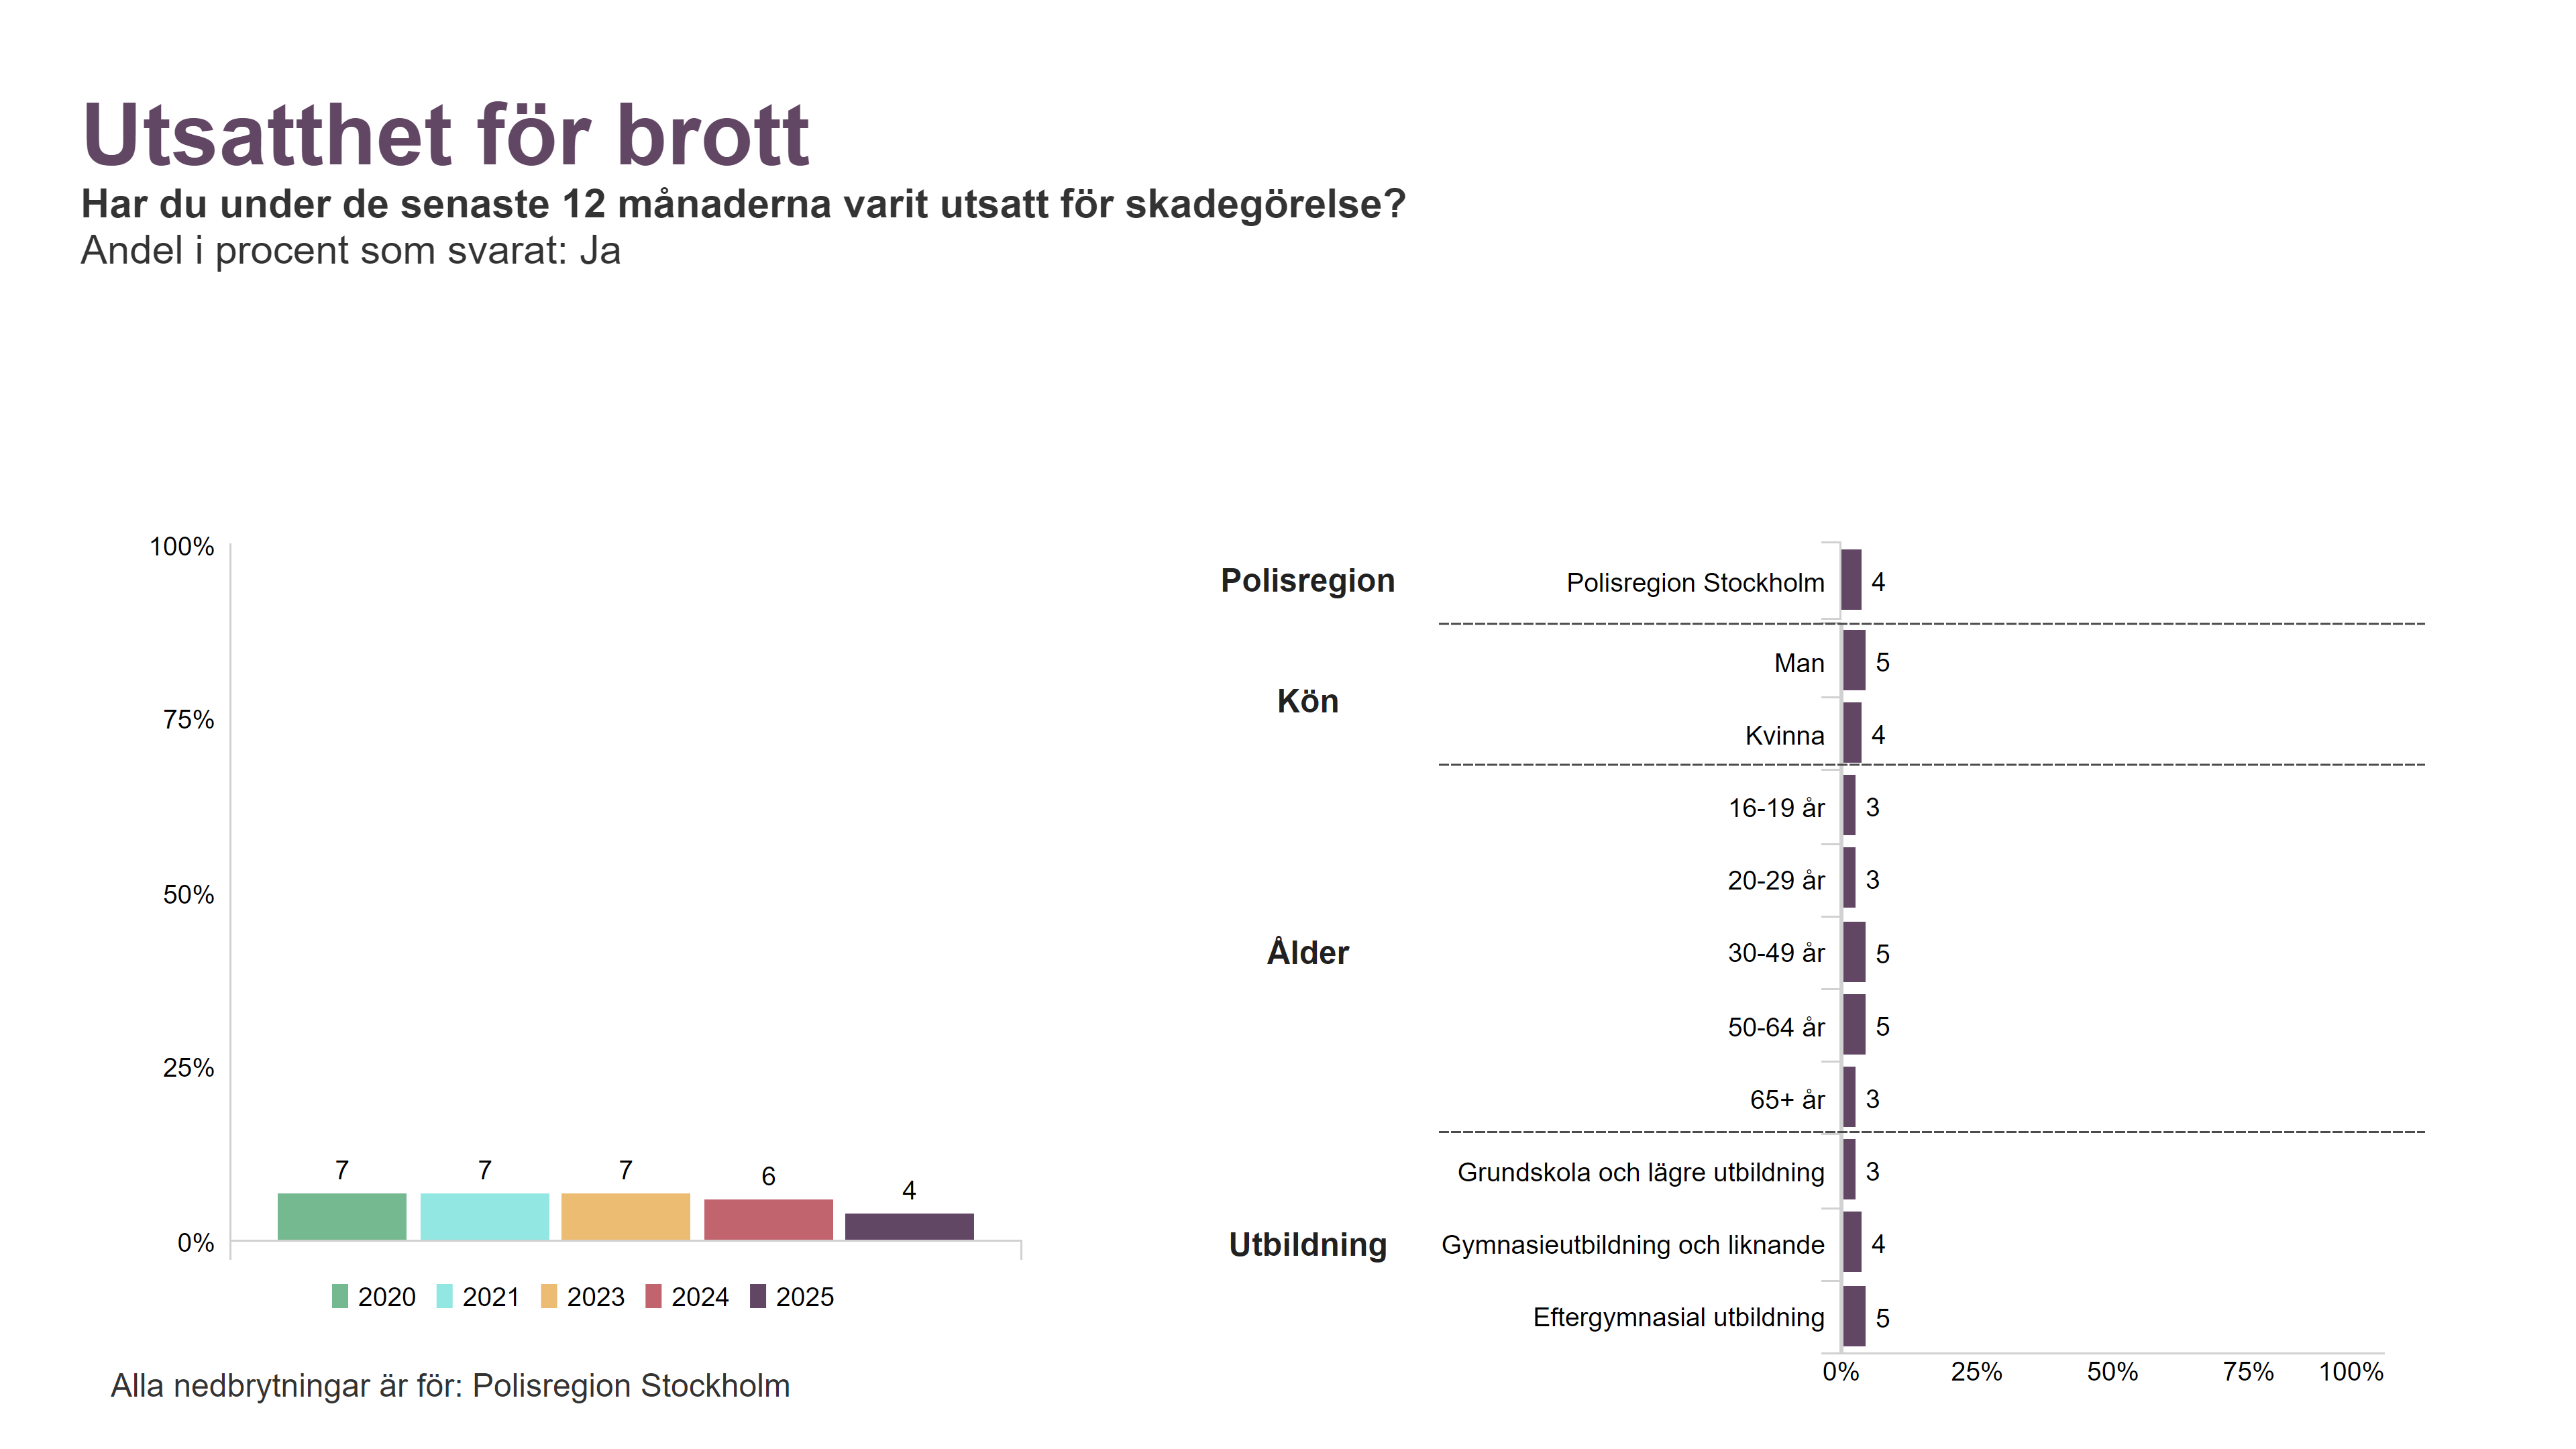 Utsatthet för brott
Har du under de senaste 12 månaderna varit utsatt för skadegörelse?
Andel i procent som svarat: Ja
100%
75%
50%
25%
0%
7
7
7
6
4
2020 2021 2023 2024 2025
Polisregion
Polisregion Stockholm 4
Kön
Man 5
Kvinna 4
Ålder
16-19 år 3
20-29 år 3
30-49 år 5
50-64 år 5
65+ år 3
Utbildning
Grundskola och lägre utbildning 3
Gymnasieutbildning och liknande 4
Eftergymnasial utbildning 5
0% 25% 50% 75% 100%
Alla nedbrytningar är för: Polisregion Stockholm